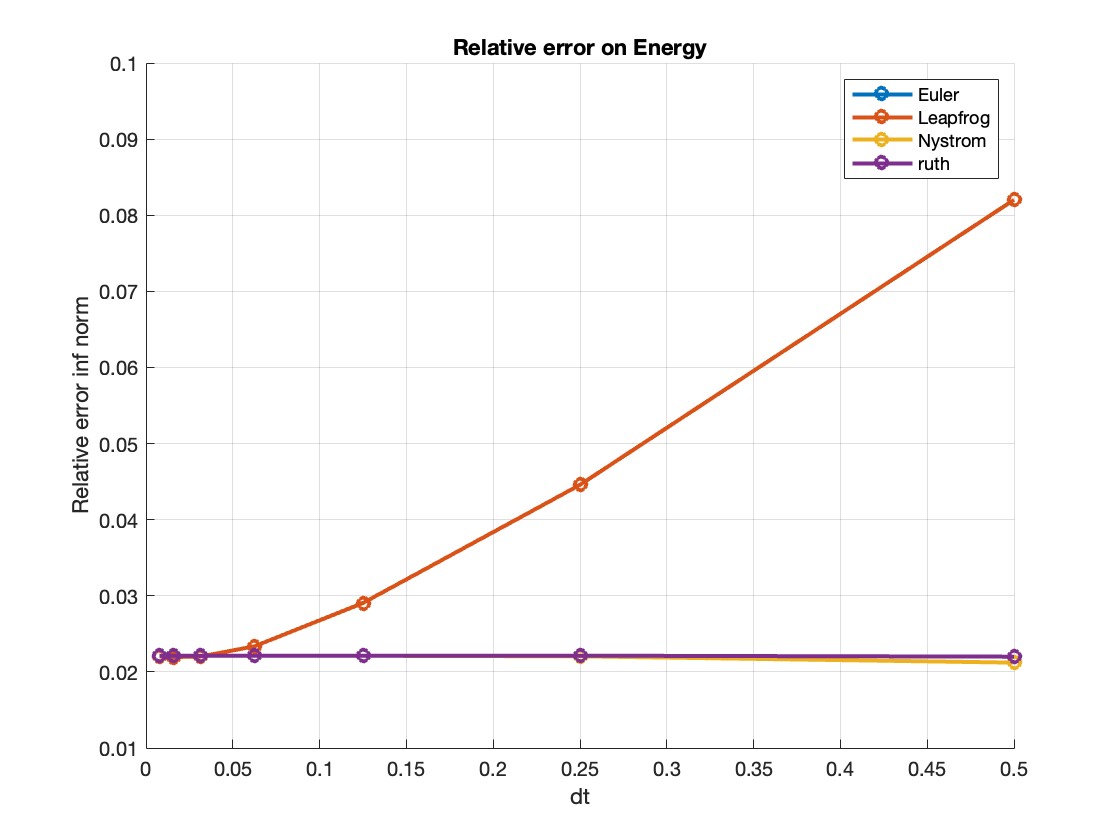 Relative error on Energy
0.1
0.09
0.08
0.07
0.06
0.05
0.04
0.03
0.02
0.01
Relative error inf norm
Euler
Leapfrog
Nystrom
ruth
0 0.05 0.1 0.15 0.2 0.25 0.3 0.35 0.4 0.45 0.5
dt